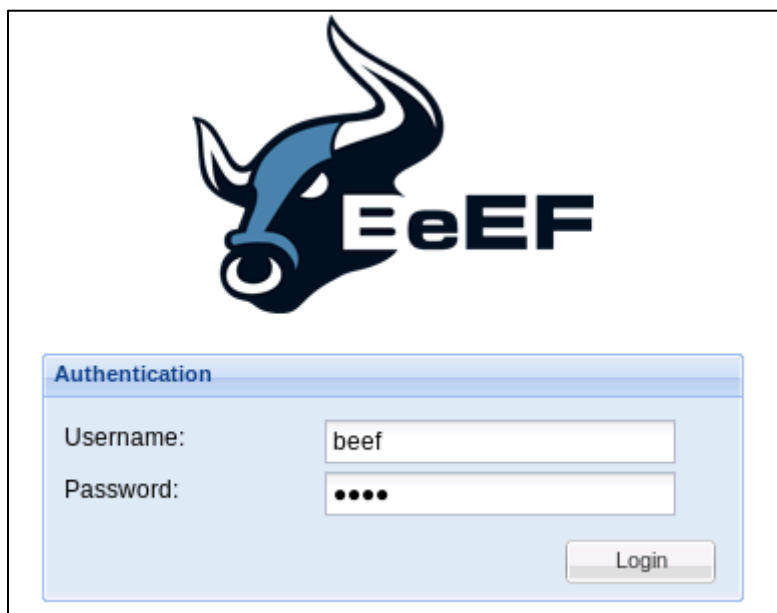 BeEF
Authentication
Username: beef
Password: ••••
Login